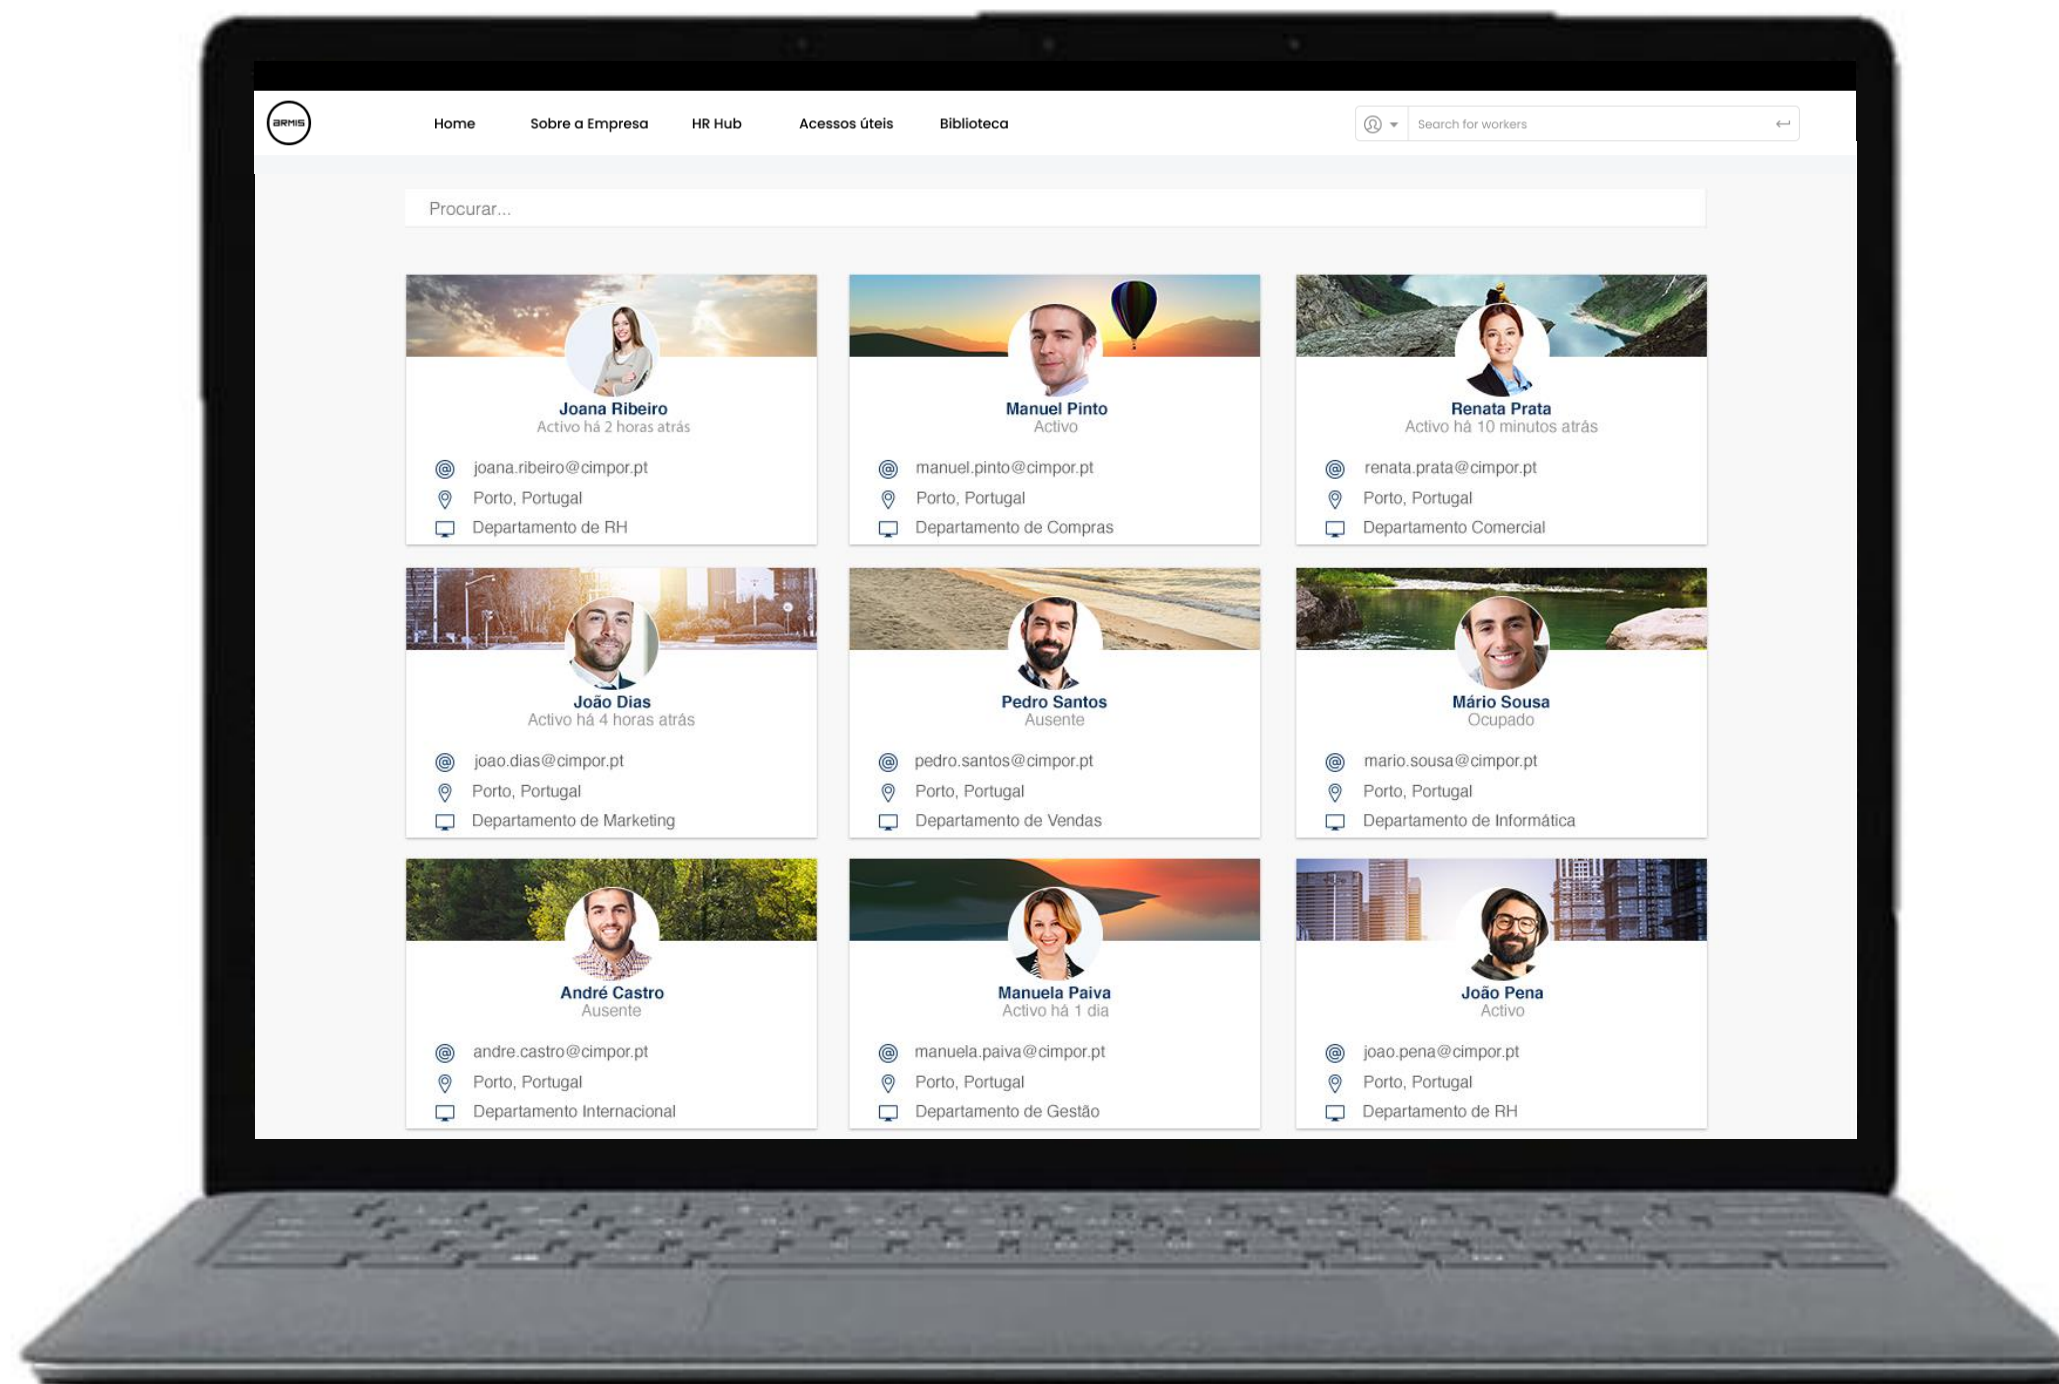 ARMIS
Home
Sobre a Empresa
HR Hub
Acessos úteis
Biblioteca
Search for workers
Procurar...
Joana Ribeiro
Activo há 2 horas atrás
joana.ribeiro@cimpor.pt
Porto, Portugal
Departamento de RH
Manuel Pinto
Activo
manuel.pinto@cimpor.pt
Porto, Portugal
Departamento de Compras
Renata Prata
Activo há 10 minutos atrás
renata.prata@cimpor.pt
Porto, Portugal
Departamento Comercial
João Dias
Activo há 4 horas atrás
joao.dias@cimpor.pt
Porto, Portugal
Departamento de Marketing
Pedro Santos
Ausente
pedro.santos@cimpor.pt
Porto, Portugal
Departamento de Vendas
Mário Sousa
Ocupado
mario.sousa@cimpor.pt
Porto, Portugal
Departamento de Informática
André Castro
Ausente
andre.castro@cimpor.pt
Porto, Portugal
Departamento Internacional
Manuela Paiva
Activo há 1 dia
manuela.paiva@cimpor.pt
Porto, Portugal
Departamento de Gestão
João Pena
Activo
joao.pena@cimpor.pt
Porto, Portugal
Departamento de RH